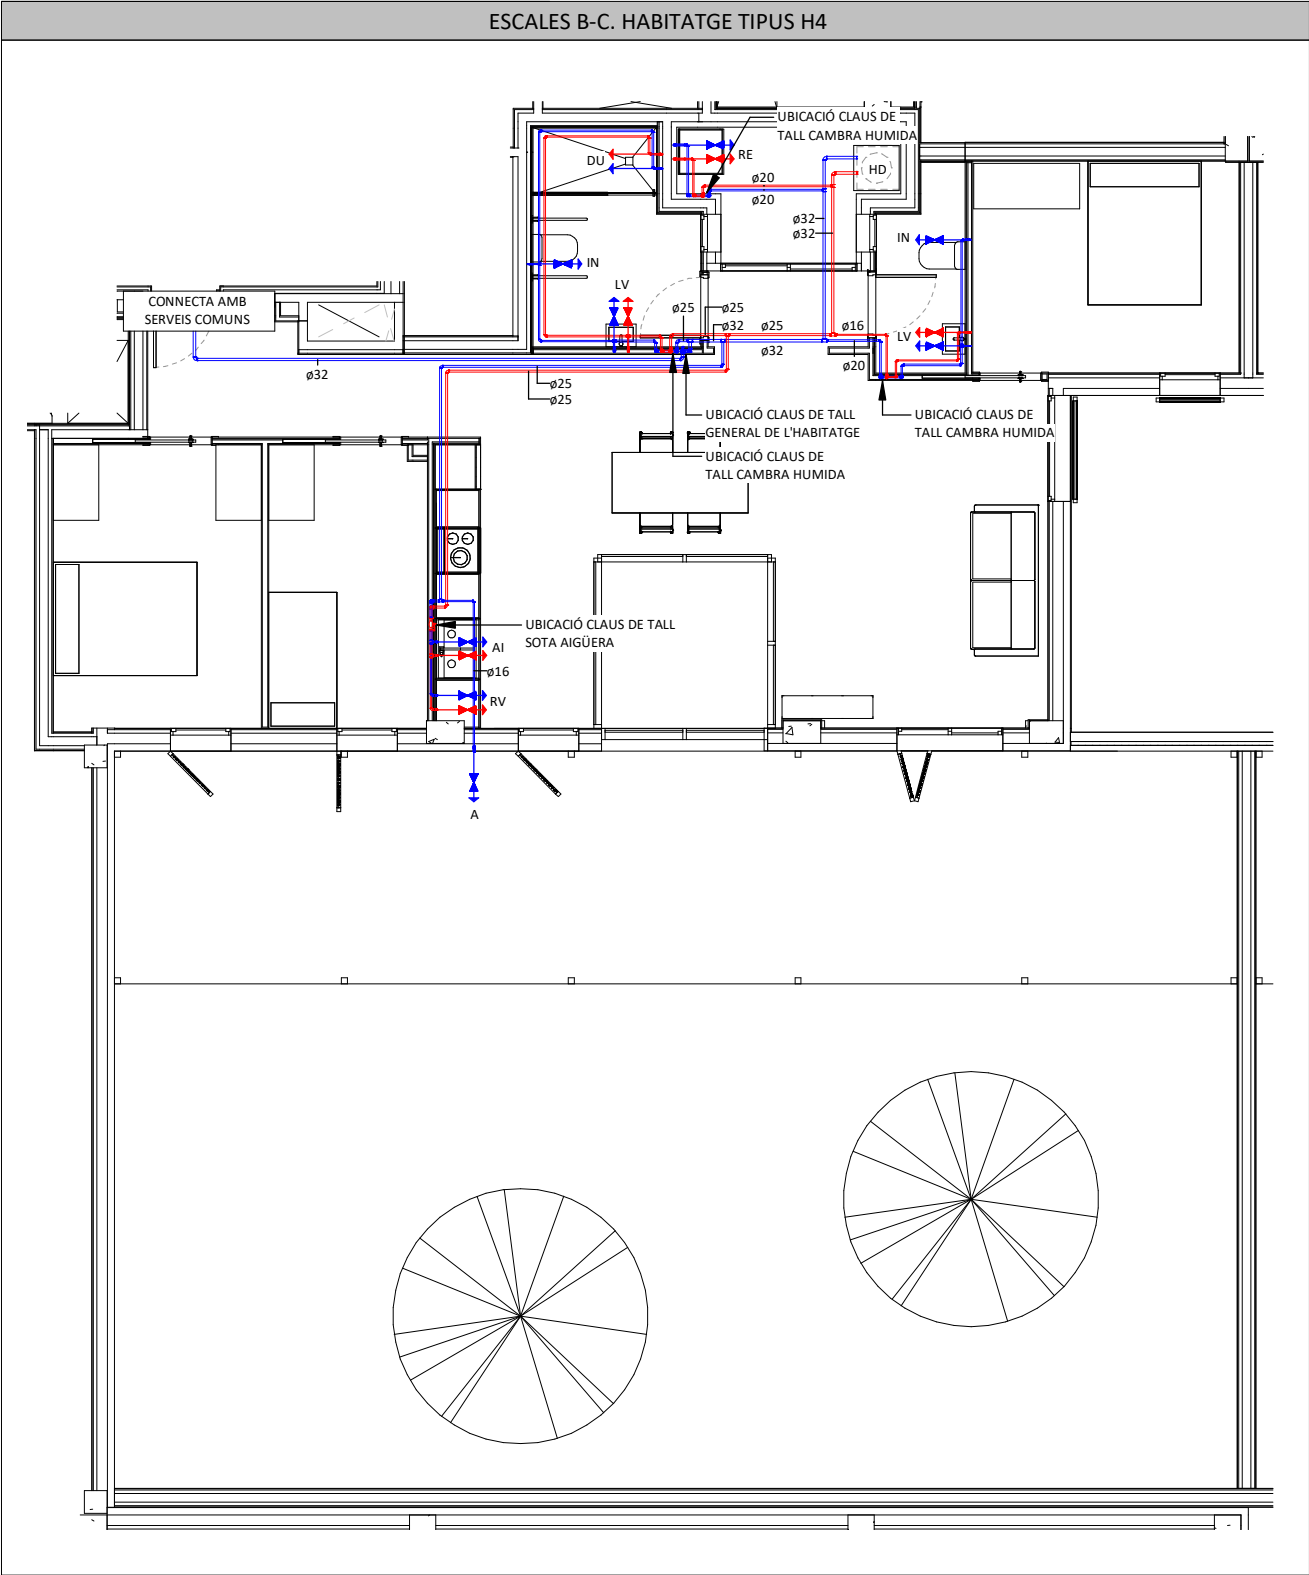 ESCALES B-C. HABITATGE TIPUS H4
UBICACIÓ CLAUS DE
TALL CAMBRA HUMIDA
DU
RE
HD
ø20
ø20
ø32
ø32
IN
IN
LV
CONNECTA AMB
SERVEIS COMUNS
ø25
ø25
ø32
ø25
ø16
LV
ø32
ø20
ø32
ø25
ø25
UBICACIÓ CLAUS DE TALL
GENERAL DE L'HABITATGE
UBICACIÓ CLAUS DE
TALL CAMBRA HUMIDA
UBICACIÓ CLAUS DE
TALL CAMBRA HUMIDA
UBICACIÓ CLAUS DE TALL
SOTA AIGÜERA
AI
ø16
RV
A